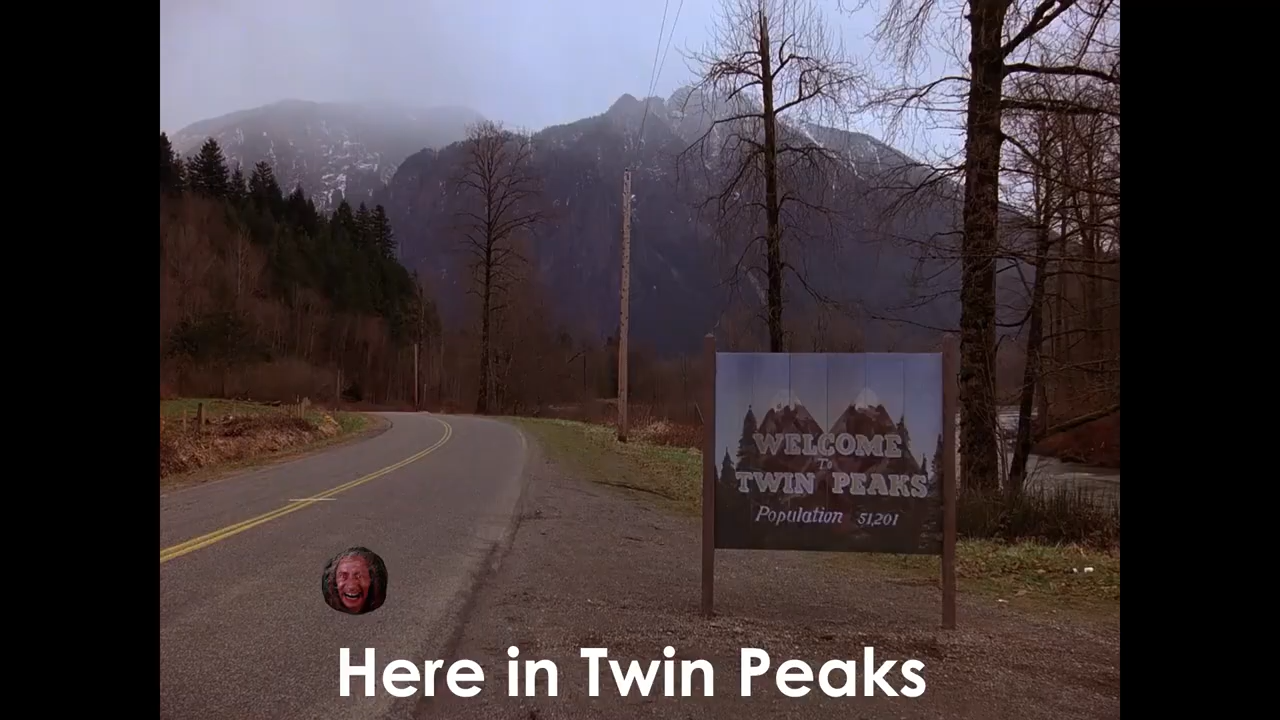 WELCOME
To
TWIN PEAKS
Population 51,201
Here in Twin Peaks